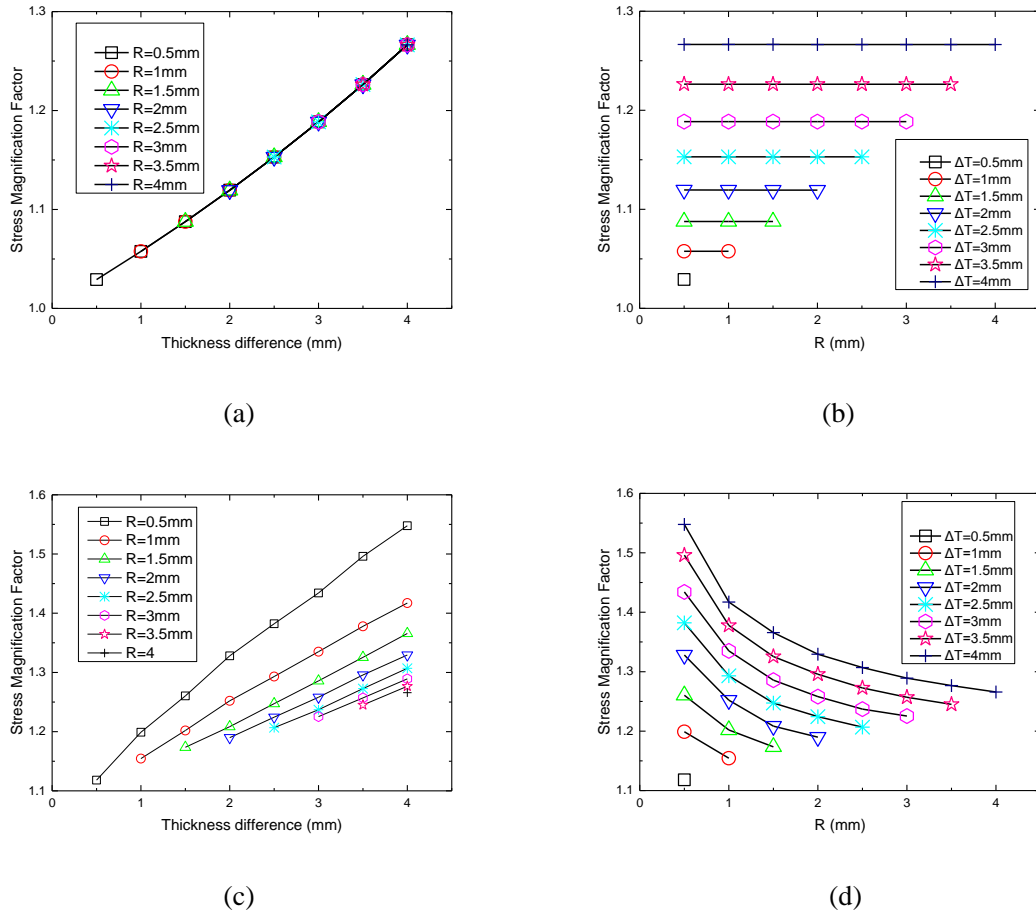 1.3
1.2
1.1
1.0
Stress Magnification Factor
R=0.5mm
R=1mm
R=1.5mm
R=2mm
R=2.5mm
R=3mm
R=3.5mm
R=4mm
0 1 2 3 4
Thickness difference (mm)
(a)
1.3
1.2
1.1
1.0
Stress Magnification Factor
ΔT=0.5mm
ΔT=1mm
ΔT=1.5mm
ΔT=2mm
ΔT=2.5mm
ΔT=3mm
ΔT=3.5mm
ΔT=4mm
0 1 2 3 4
R (mm)
(b)
1.6
1.5
1.4
1.3
1.2
1.1
Stress Magnification Factor
R=0.5mm
R=1mm
R=1.5mm
R=2mm
R=2.5mm
R=3mm
R=3.5mm
R=4
0 1 2 3 4
Thickness difference (mm)
(c)
1.6
1.5
1.4
1.3
1.2
1.1
Stress Magnification Factor
ΔT=0.5mm
ΔT=1mm
ΔT=1.5mm
ΔT=2mm
ΔT=2.5mm
ΔT=3mm
ΔT=3.5mm
ΔT=4mm
0 1 2 3 4
R (mm)
(d)